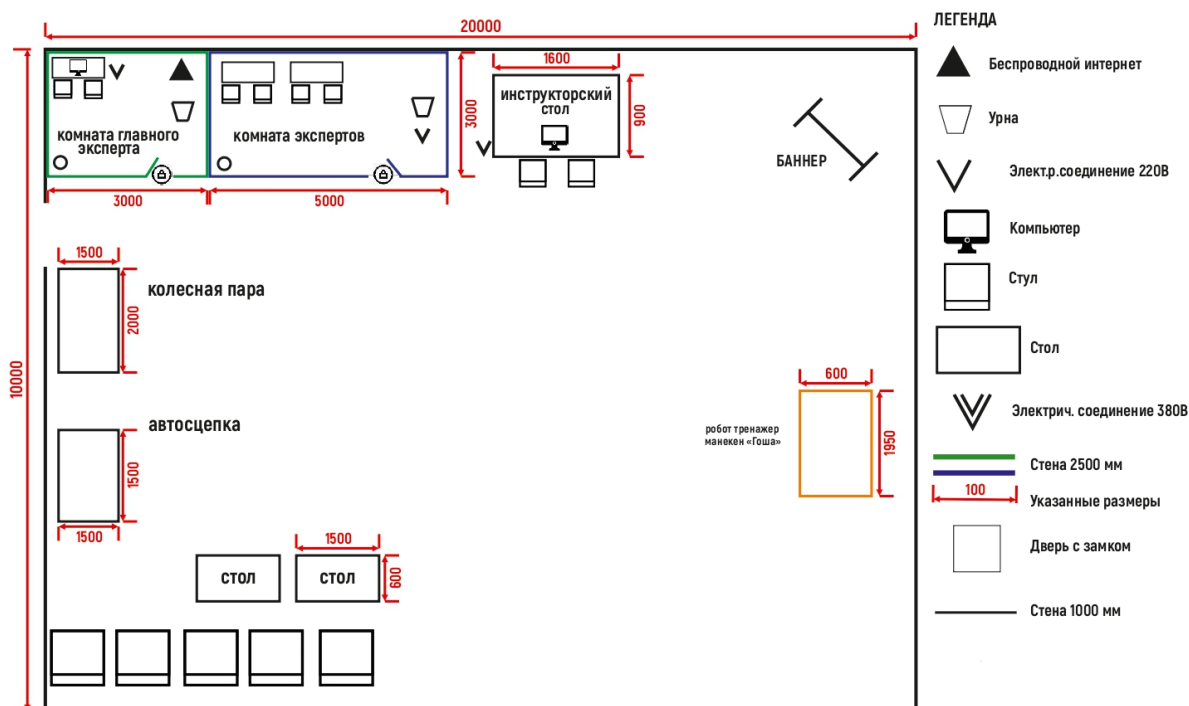 20000
ЛЕГЕНДА
1600
Беспроводной интернет
инструкторский
стол
3000
900
комната главного
эксперта
комната экспертов
Урна
БАННЕР
Элект.р.соединение 220В
3000
5000
Компьютер
1500
колесная пара
Стул
2000
10000
Стол
600
автосцепка
Электрич. соединение 380В
робот тренажер
манекен «Гоша»
1950
1500
Стена 2500 мм
100
Указанные размеры
1500
1500
Дверь с замком
стол
стол
600
Стена 1000 мм